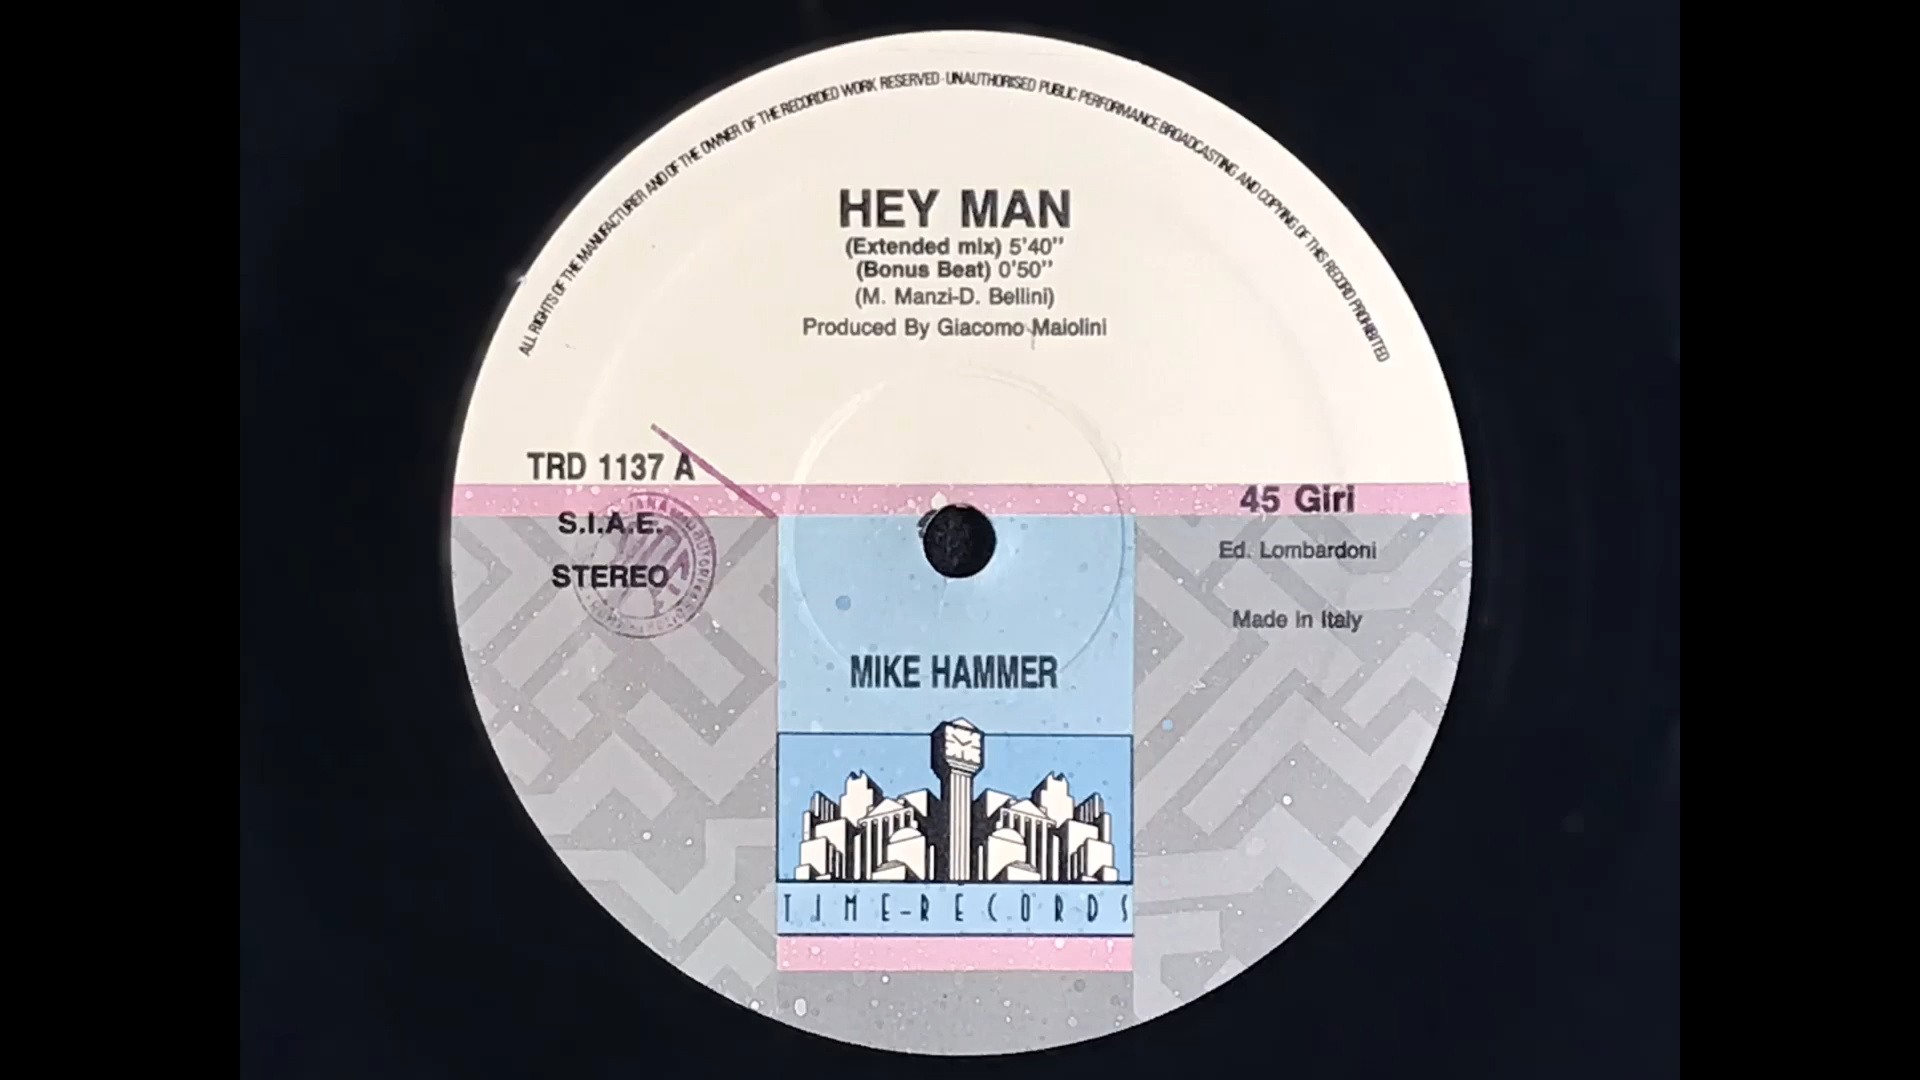 ALL RIGHTS OF THE MANUFACTURER AND OF THE OWNER OF THE RECORDED WORK RESERVED · UNAUTHORISED PUBLIC PERFORMANCE BROADCASTING AND COPYING OF THIS RECORD PROHIBITED
HEY MAN
(Extended mix) 5'40"
(Bonus Beat) 0'50"
(M. Manzi-D. Bellini)
Produced By Giacomo Maiolini
TRD 1137 A
S.I.A.E.
STEREO
45 Giri
Ed. Lombardoni
Made in Italy
MIKE HAMMER
TIME-RECORDS